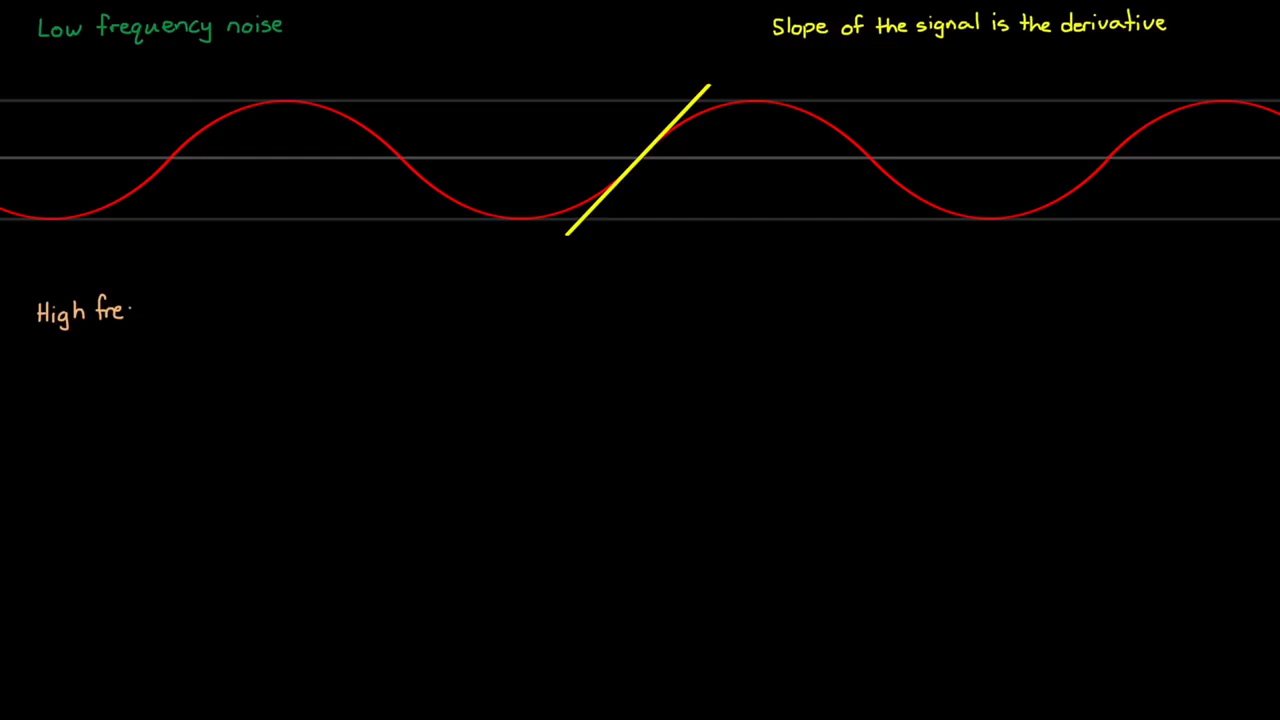 Low frequency noise
Slope of the signal is the derivative
High fre